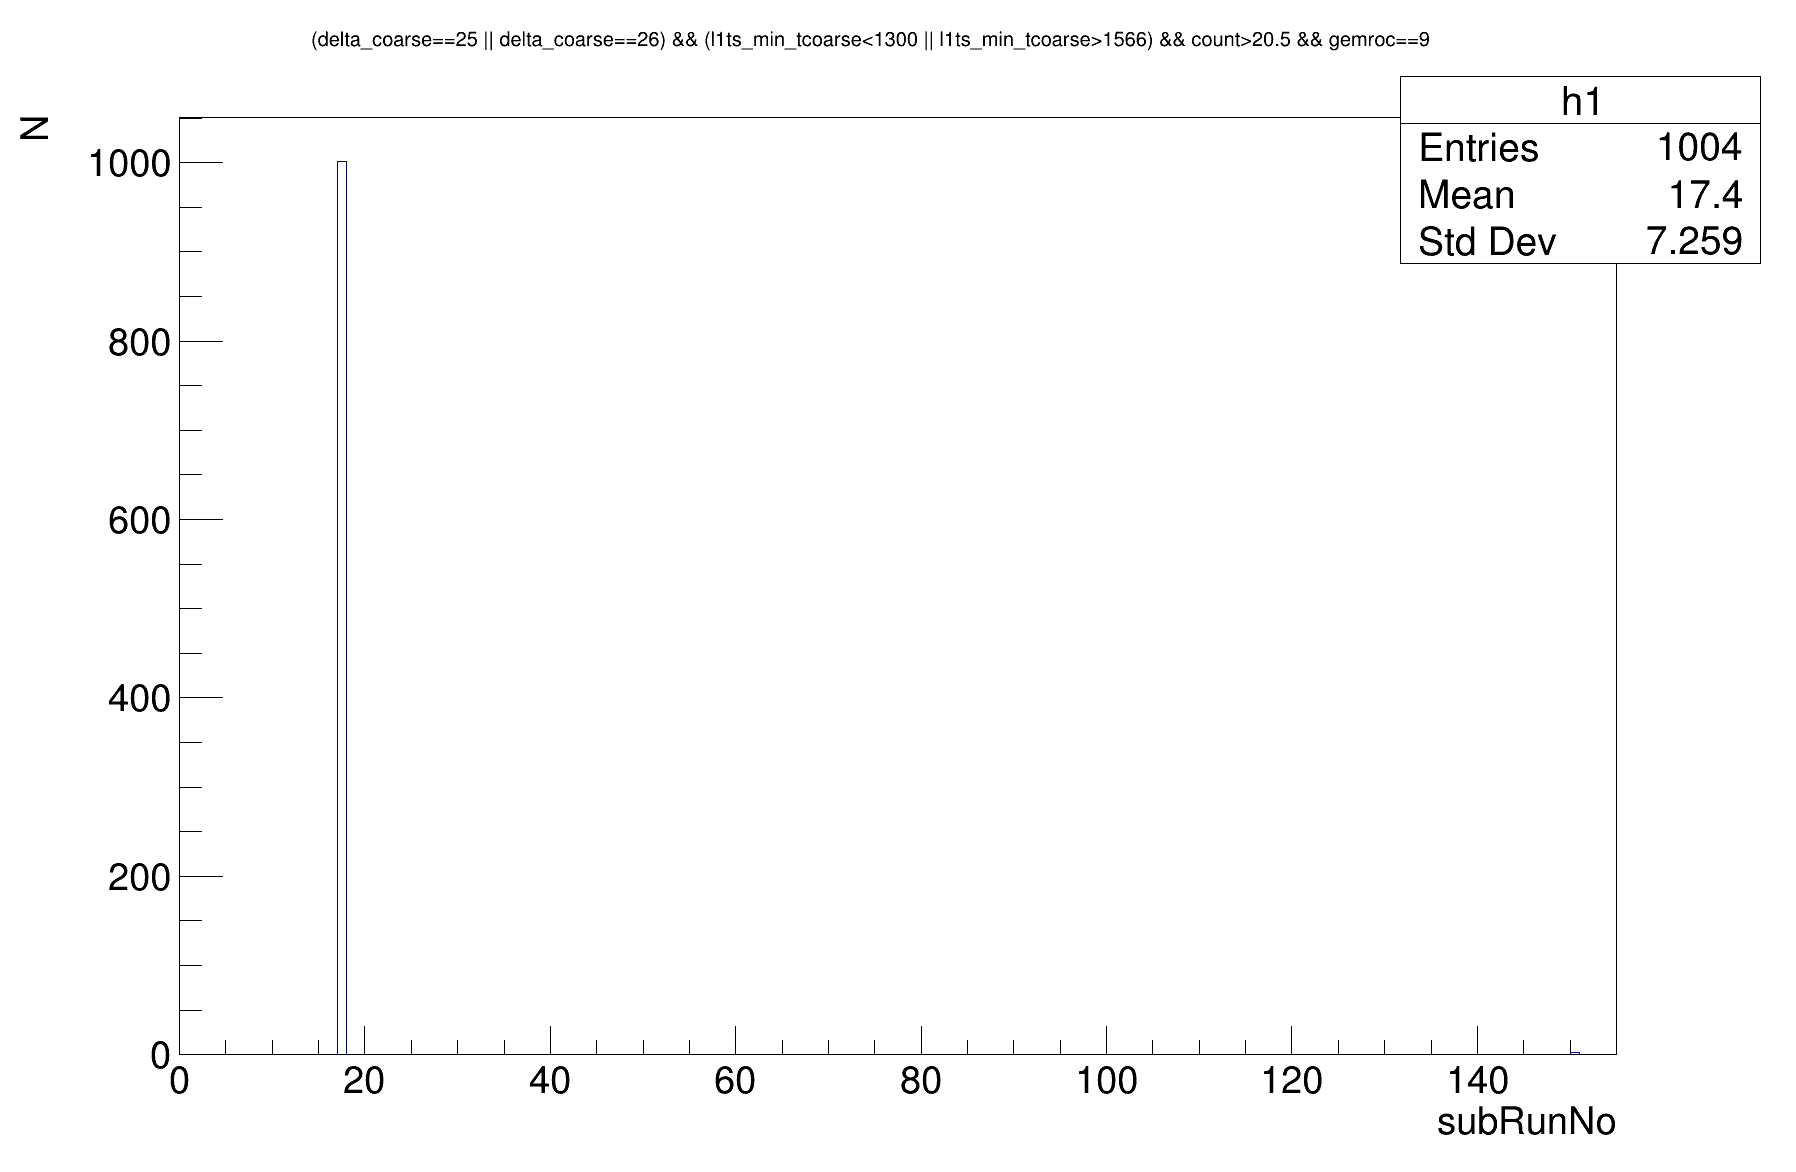 (delta_coarse==25 || delta_coarse==26) && (l1ts_min_tcoarse<1300 || l1ts_min_tcoarse>1566) && count>20.5 && gemroc==9
h1
Entries 1004
Mean 17.4
Std Dev 7.259
N
1000
800
600
400
200
0
0 20 40 60 80 100 120 140
subRunNo